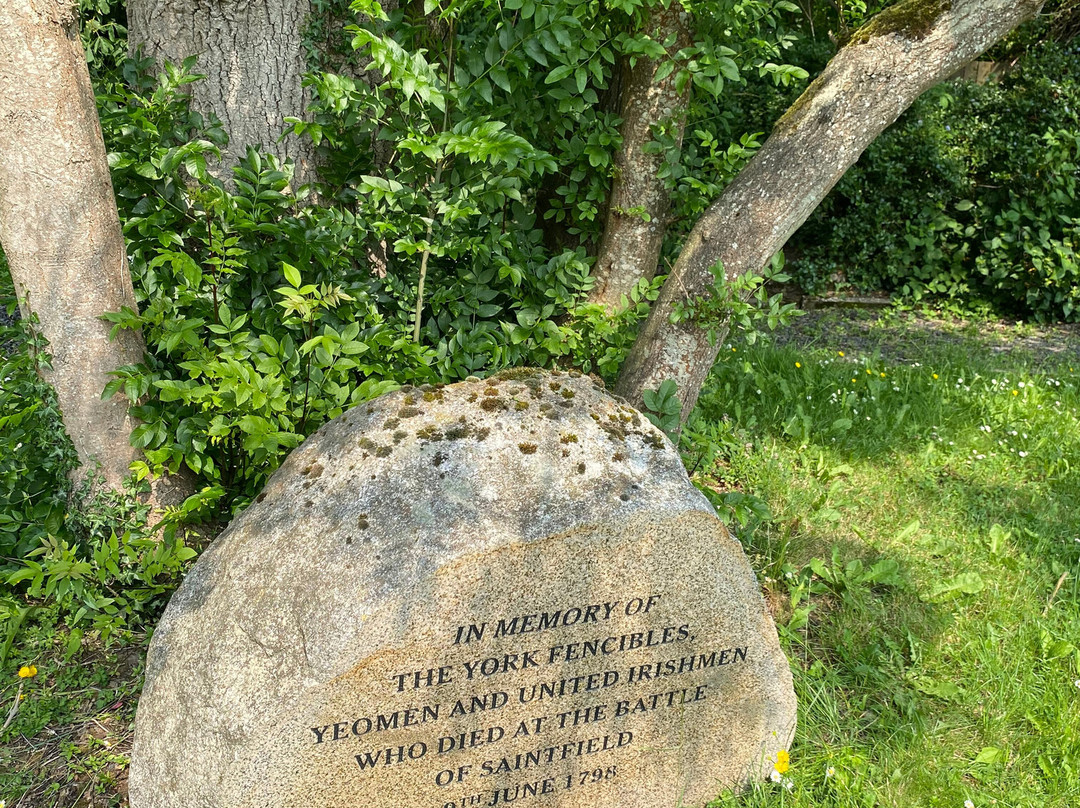 IN MEMORY OF
THE YORK FENCIBLES,
YEOMEN AND UNITED IRISHMEN
WHO DIED AT THE BATTLE
OF SAINTFIELD
9TH JUNE 1798